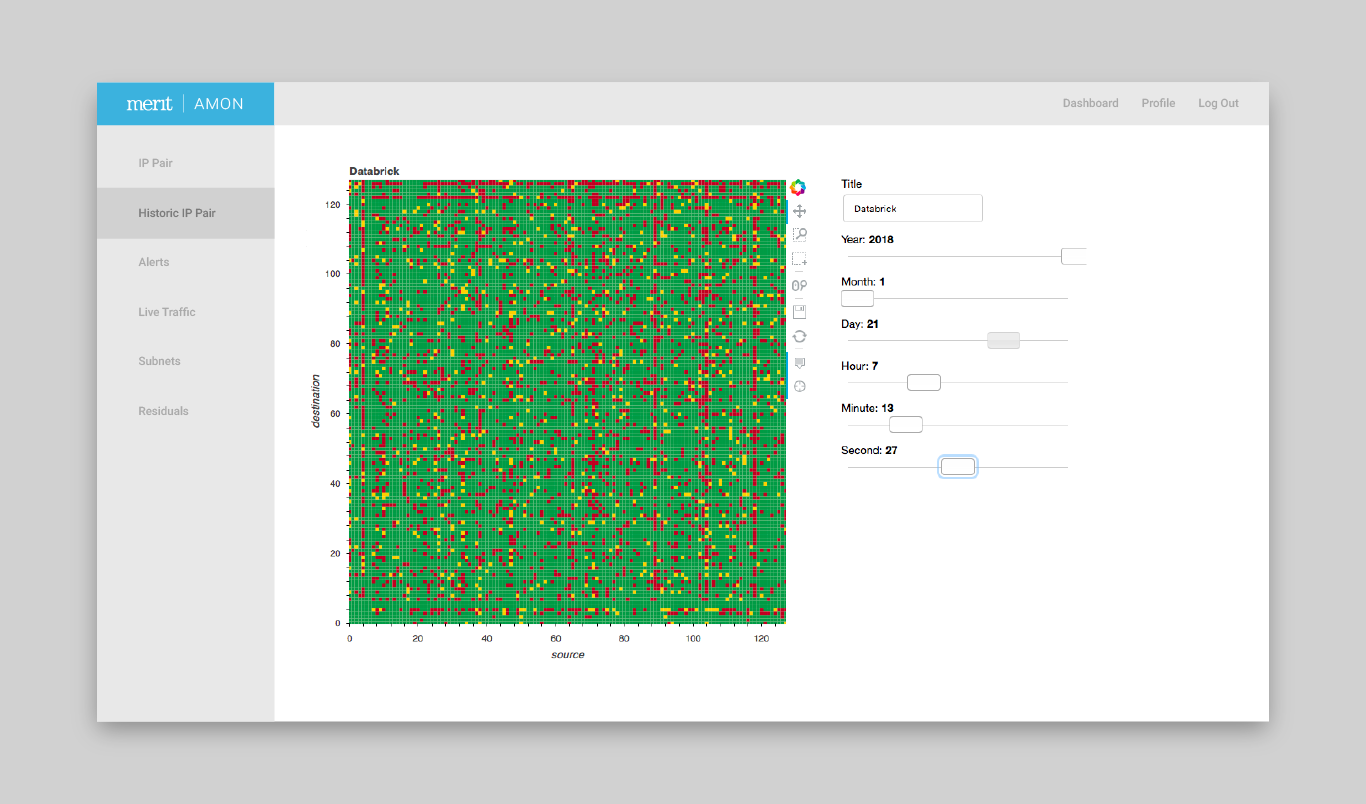 merit | AMON
Dashboard Profile Log Out
IP Pair
Historic IP Pair
Alerts
Live Traffic
Subnets
Residuals
Databrick
120
100
80
60
40
20
0
destination
0 20 40 60 80 100 120
source
Title
Databrick
Year: 2018
Month: 1
Day: 21
Hour: 7
Minute: 13
Second: 27